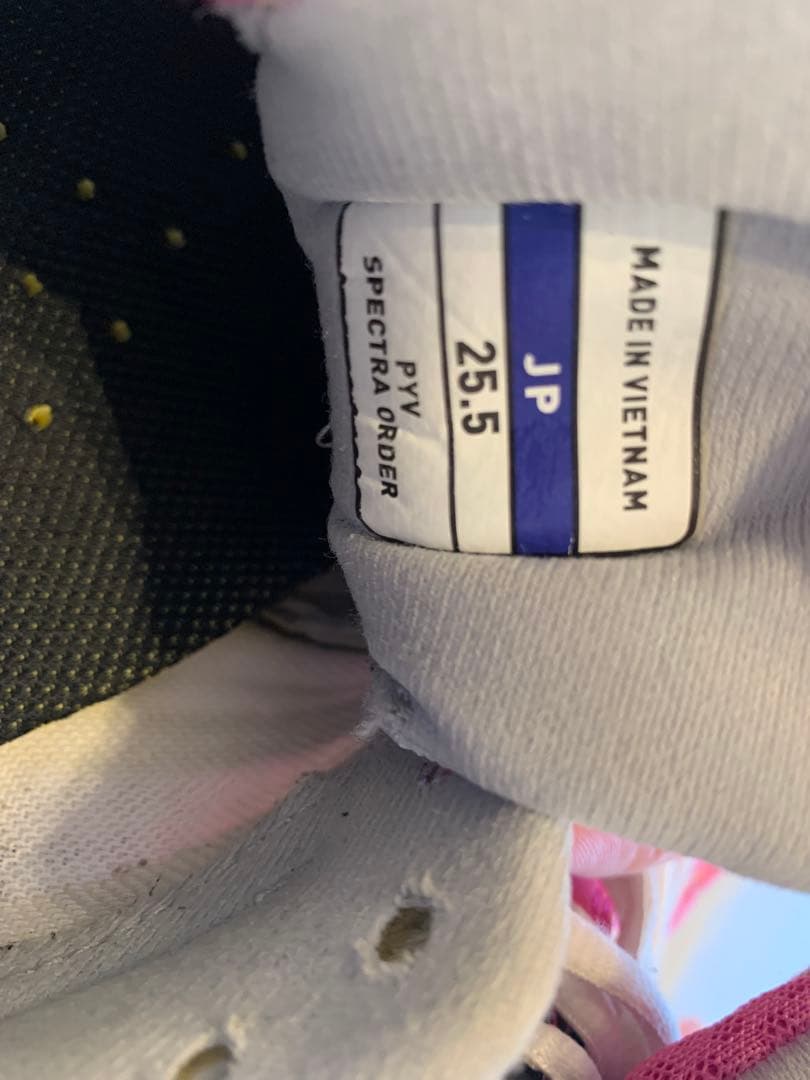 MADE IN VIETNAM
JP
25.5
PYV
SPECTRA ORDER